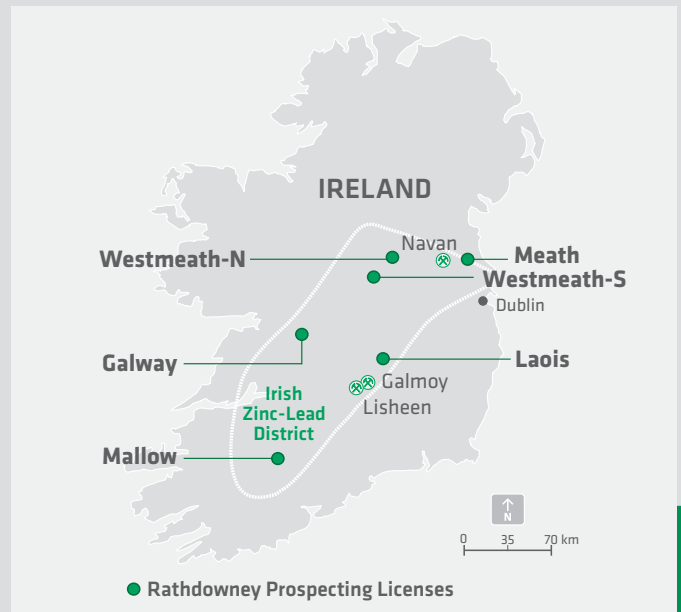 IRELAND
Navan
Westmeath-N
Meath
Westmeath-S
Dublin
Galway
Laois
Galmoy
Lisheen
Irish
Zinc-Lead
District
Mallow
N
0 35 70 km
Rathdowney Prospecting Licenses